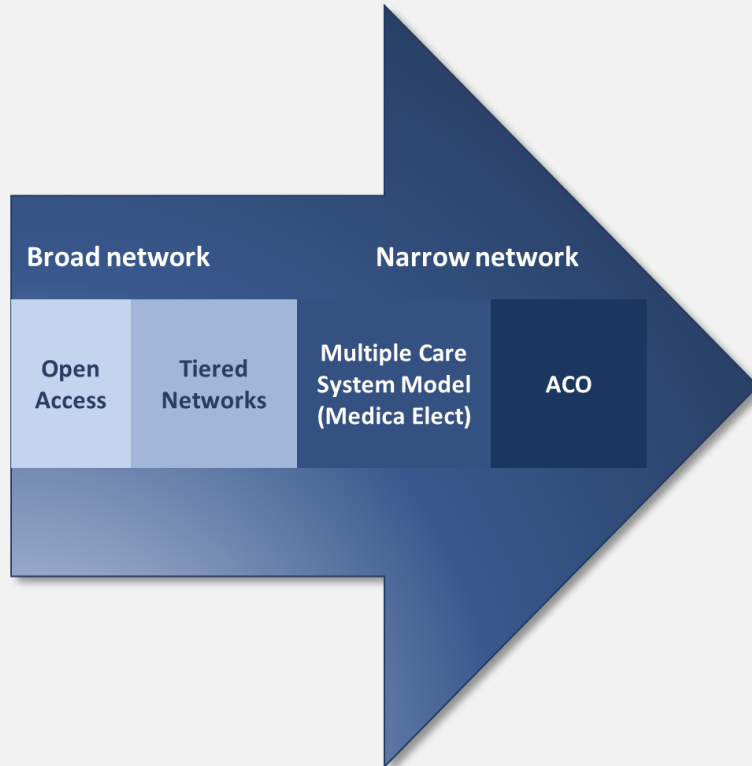 Broad network
Narrow network
Open
Access
Tiered
Networks
Multiple Care
System Model
(Medica Elect)
ACO